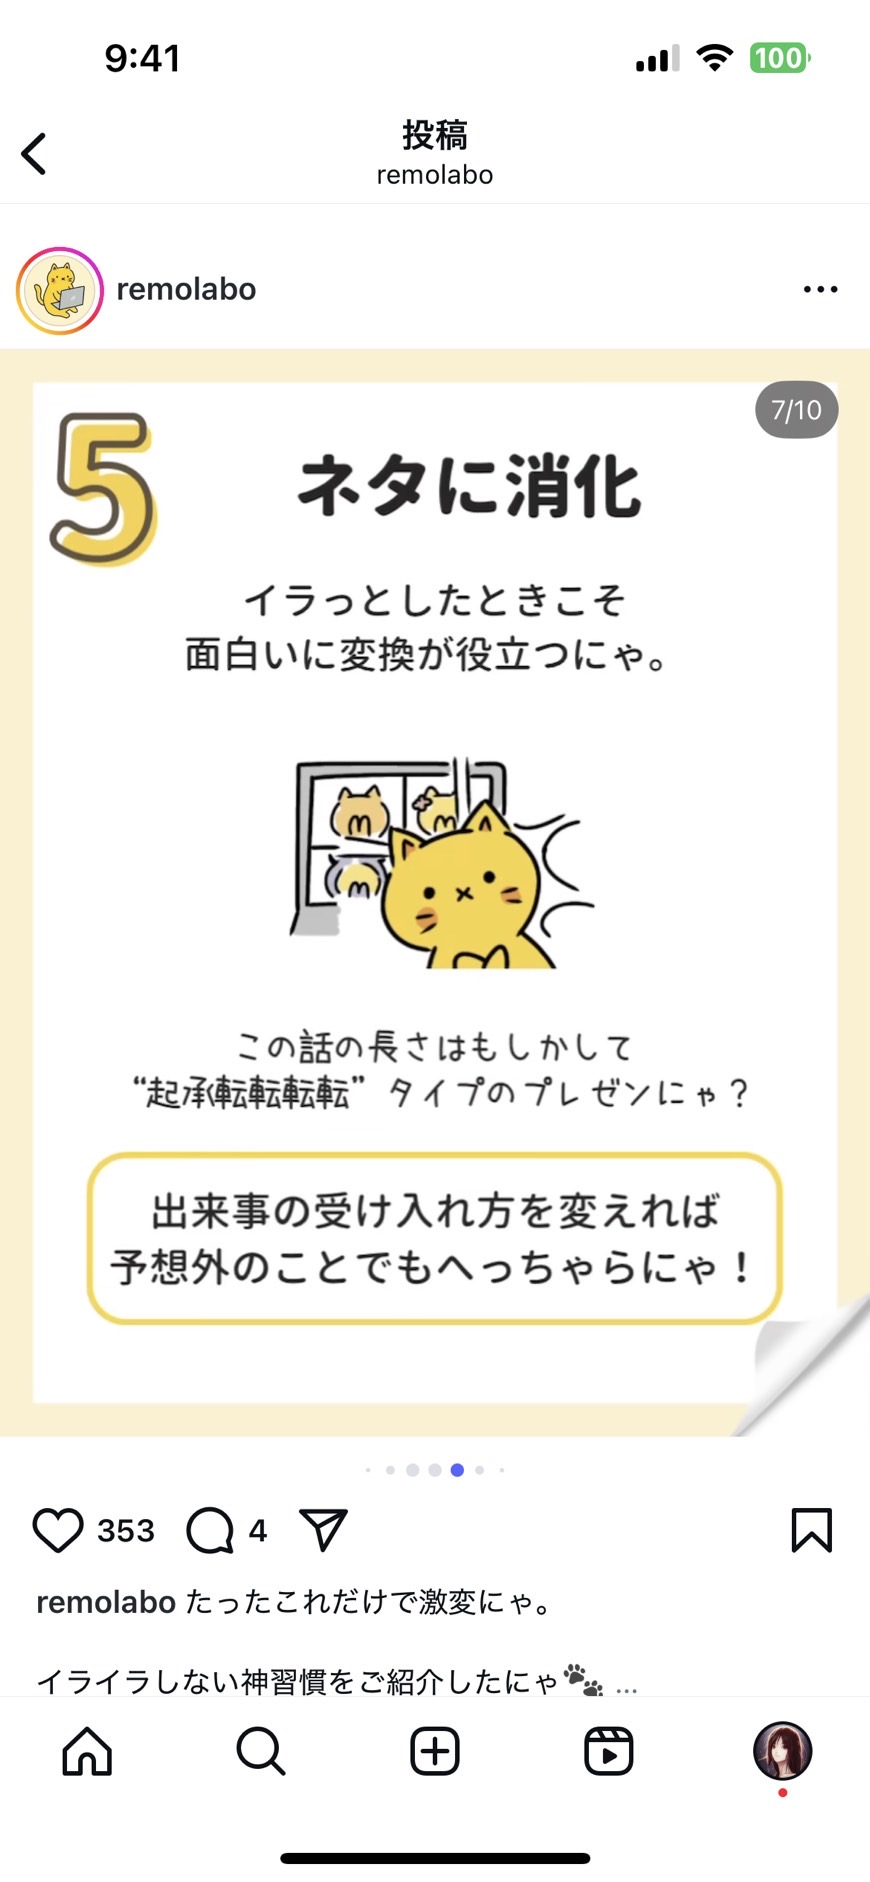 9:41
100
投稿
remolabo
remolabo
7/10
5
ネタに消化
イラっとしたときこそ
面白いに変換が役立つにゃ。
この話の長さはもしかして
“起承転転転転” タイプのプレゼンにゃ？
出来事の受け入れ方を変えれば
予想外のことでもへっちゃらにゃ！
353
4
remolabo たったこれだけで激変にゃ。
イライラしない神習慣をご紹介したにゃ🐾 ...